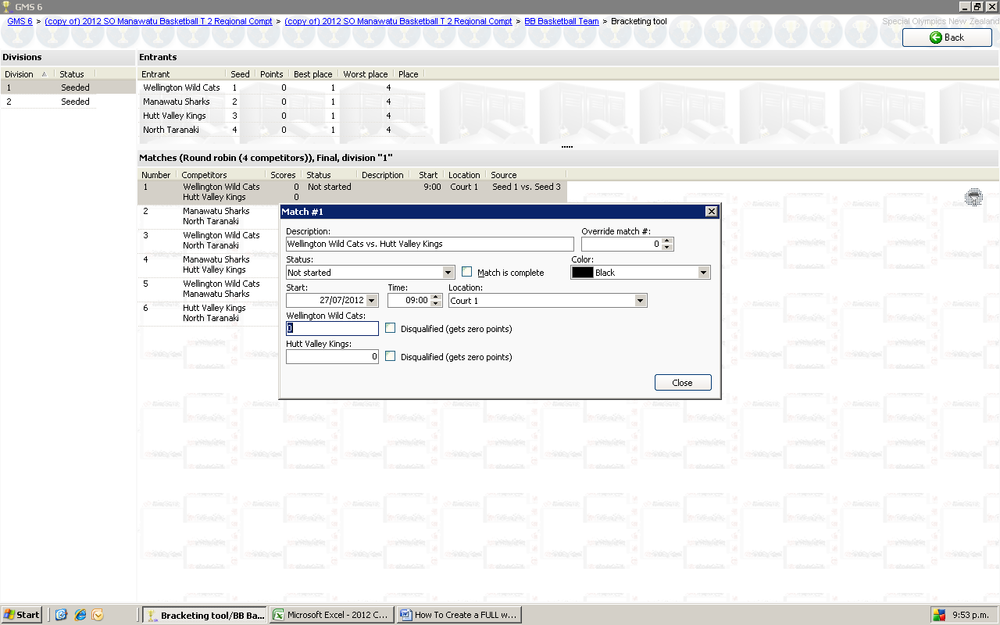 GMS 6
GMS 6 > (copy of) 2012 SO Manawatu Basketball T 2 Regional Compt > (copy of) 2012 SO Manawatu Basketball T 2 Regional Compt > BB Basketball Team > Bracketing tool
Special Olympics New Zealand
Back
Divisions
Division Status
1 Seeded
2 Seeded
Entrants
Entrant Seed Points Best place Worst place Place
Wellington Wild Cats 1 0 1 4
Manawatu Sharks 2 0 1 4
Hutt Valley Kings 3 0 1 4
North Taranaki 4 0 1 4
Matches (Round robin (4 competitors)), Final, division "1"
Number Competitors Scores Status Description Start Location Source
1 Wellington Wild Cats 0 Not started 9:00 Court 1 Seed 1 vs. Seed 3
Hutt Valley Kings 0
2 Manawatu Sharks
North Taranaki
3 Wellington Wild Cats
North Taranaki
4 Manawatu Sharks
Hutt Valley Kings
5 Wellington Wild Cats
Manawatu Sharks
6 Hutt Valley Kings
North Taranaki
Match #1
Description: Override match #:
Wellington Wild Cats vs. Hutt Valley Kings 0
Status: Color:
Not started Match is complete Black
Start: Time: Location:
27/07/2012 09:00 Court 1
Wellington Wild Cats:
0 Disqualified (gets zero points)
Hutt Valley Kings:
0 Disqualified (gets zero points)
Close
Start Bracketing tool/BB Ba... Microsoft Excel - 2012 C... How To Create a FULL w... 9:53 p.m.